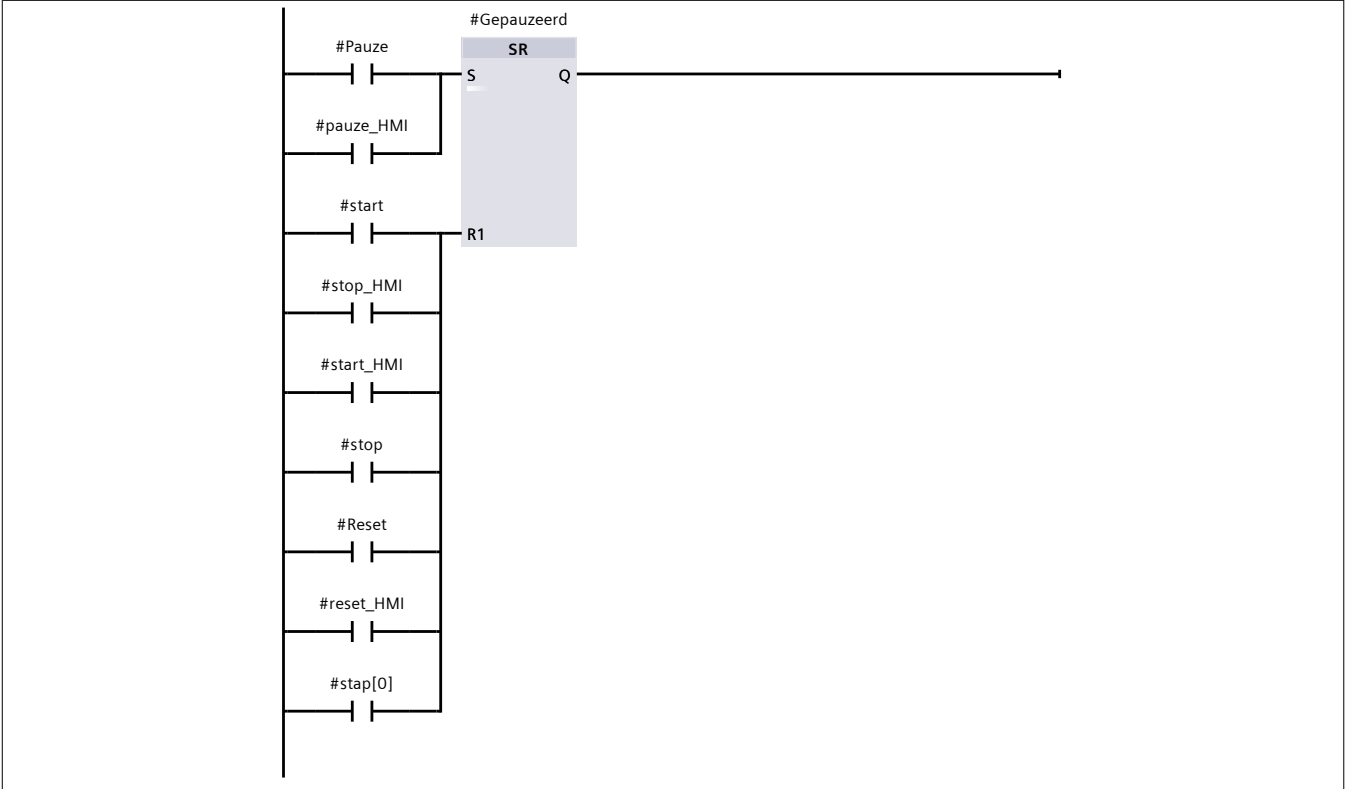 #Gepauzeerd
#Pauze
SR
S Q
#pauze_HMI
#start
R1
#stop_HMI
#start_HMI
#stop
#Reset
#reset_HMI
#stap[0]